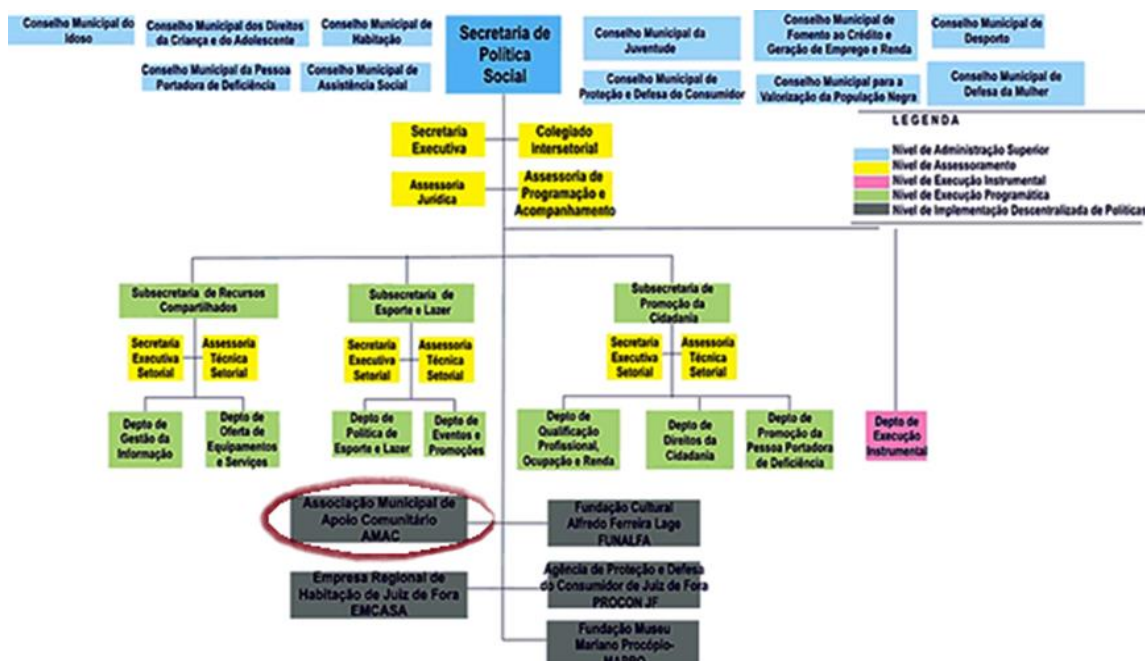 Conselho Municipal do
Idoso
Conselho Municipal dos Direitos
da Criança e do Adolescente
Conselho Municipal de
Habitação
Secretaria de
Política
Social
Conselho Municipal da
Juventude
Conselho Municipal de
Fomento ao Crédito e
Geração de Emprego e Renda
Conselho Municipal de
Desporto
Conselho Municipal da Pessoa
Portadora de Deficiência
Conselho Municipal de
Assistência Social
Conselho Municipal de
Proteção e Defesa do Consumidor
Conselho Municipal para a
Valorização da População Negra
Conselho Municipal de
Defesa da Mulher
LEGENDA
Nível de Administração Superior
Nível de Assessoramento
Nível de Execução Instrumental
Nível de Execução Programática
Nível de Implementação Descentralizada de Políticas
Secretaria
Executiva
Colegiado
Intersetorial
Assessoria
Jurídica
Assessoria de
Programação e
Acompanhamento
Subsecretaria de Recursos
Compartilhados
Subsecretaria de
Esporte e Lazer
Subsecretaria de
Promoção da
Cidadania
Secretaria
Executiva
Setorial
Assessoria
Técnica
Setorial
Secretaria
Executiva
Setorial
Assessoria
Técnica
Setorial
Secretaria
Executiva
Setorial
Assessoria
Técnica
Setorial
Depto de
Gestão da
Informação
Depto de
Oferta de
Equipamentos
e Serviços
Depto de
Política de
Esporte e Lazer
Depto de
Eventos e
Promoções
Depto de
Qualificação
Profissional,
Ocupação e Renda
Depto de
Direitos da
Cidadania
Depto de
Promoção da
Pessoa Portadora
de Deficiência
Depto de
Execução
Instrumental
Associação Municipal de
Apoio Comunitário
AMAC
Fundação Cultural
Alfredo Ferreira Lage
FUNALFA
Empresa Regional de
Habitação de Juiz de Fora
EMCASA
Agência de Proteção e Defesa
do Consumidor de Juiz de Fora
PROCON JF
Fundação Museu
Mariano Procópio-